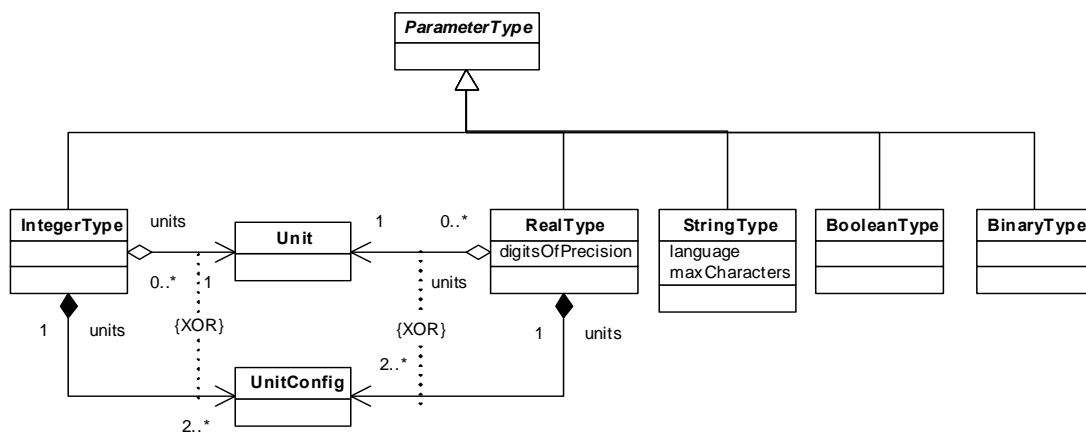 ParameterType
IntegerType
units
0..*
1
Unit
1
0..*
units
RealType
digitsOfPrecision
StringType
language
maxCharacters
BooleanType
BinaryType
1
units
{XOR}
{XOR}
1
units
2..*
UnitConfig
2..*